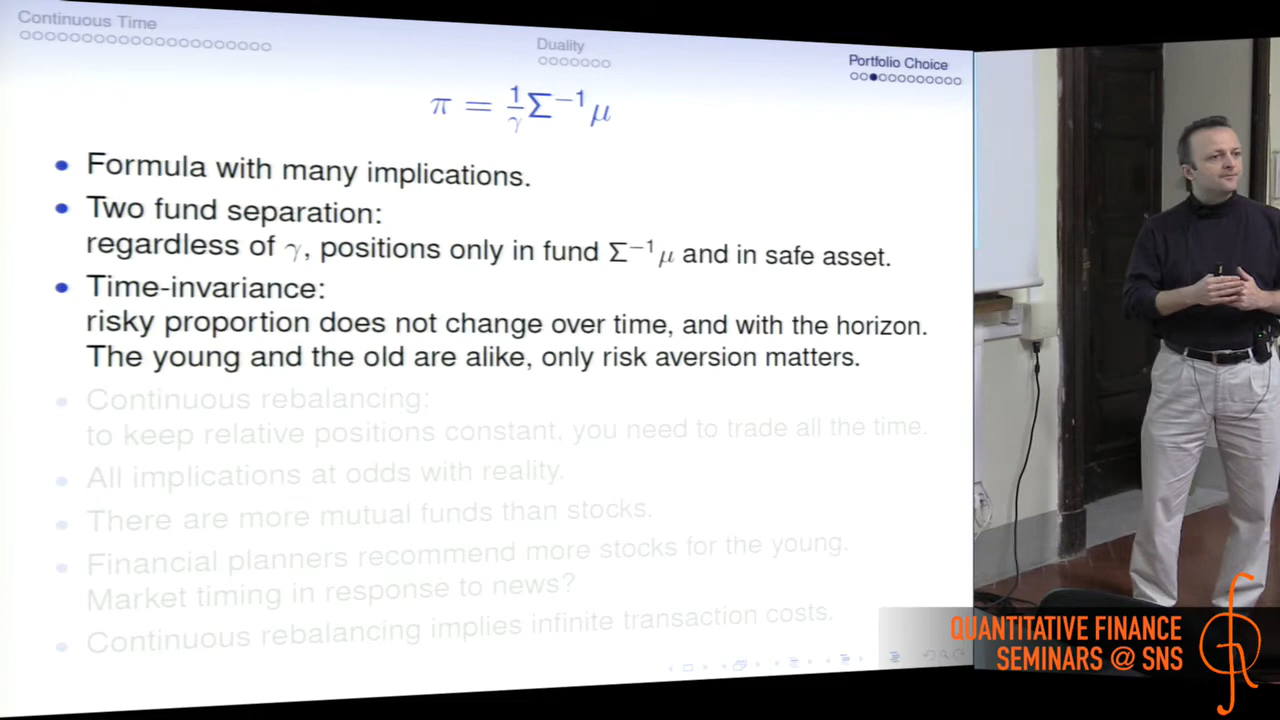 Continuous Time
Duality
Portfolio Choice
π = 1/γ Σ⁻¹ μ
• Formula with many implications.
• Two fund separation:
regardless of γ, positions only in fund Σ⁻¹μ and in safe asset.
• Time-invariance:
risky proportion does not change over time, and with the horizon.
The young and the old are alike, only risk aversion matters.
• Continuous rebalancing:
to keep relative positions constant, you need to trade all the time.
• All implications at odds with reality.
• There are more mutual funds than stocks.
• Financial planners recommend more stocks for the young.
Market timing in response to news?
• Continuous rebalancing implies infinite transaction costs.
QUANTITATIVE FINANCE
SEMINARS @ SNS